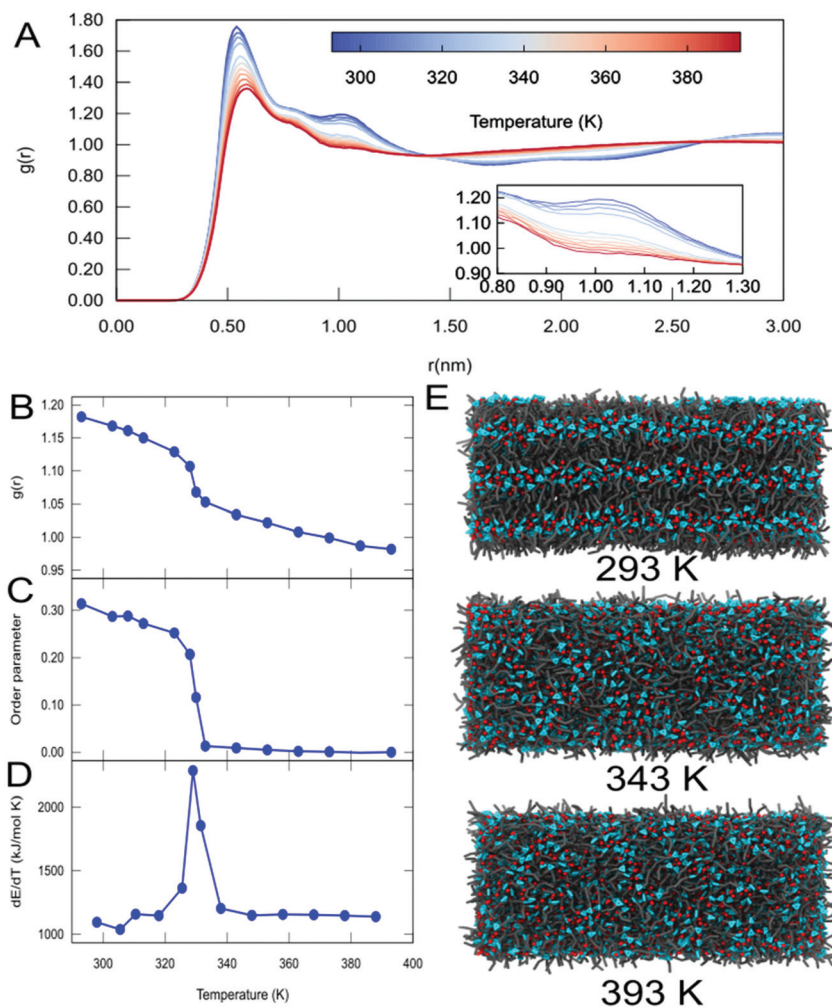 A
1.80
1.60
1.40
1.20
1.00
0.80
0.60
0.40
0.20
0.00
g(r)
300 320 340 360 380
Temperature (K)
1.20
1.10
1.00
0.90
0.80 0.90 1.00 1.10 1.20 1.30
0.00 0.50 1.00 1.50 2.00 2.50 3.00
r(nm)
B
1.20
1.15
1.10
1.05
1.00
0.95
g(r)
C
0.30
0.20
0.10
0.00
Order parameter
D
2000
1500
1000
dE/dT (kJ/mol K)
300 320 340 360 380 400
Temperature (K)
E
293 K
343 K
393 K